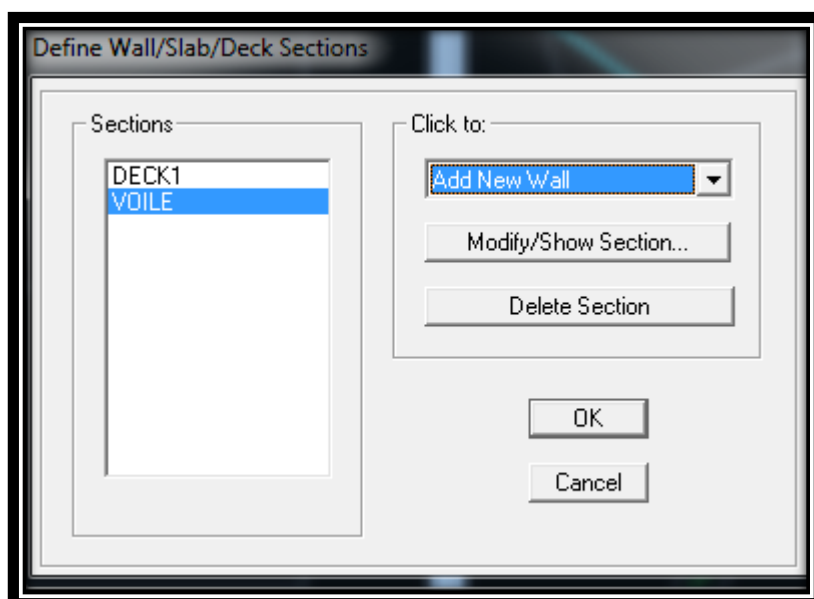 Define Wall/Slab/Deck Sections
Sections
DECK1
VOILE
Click to:
Add New Wall
Modify/Show Section...
Delete Section
OK
Cancel